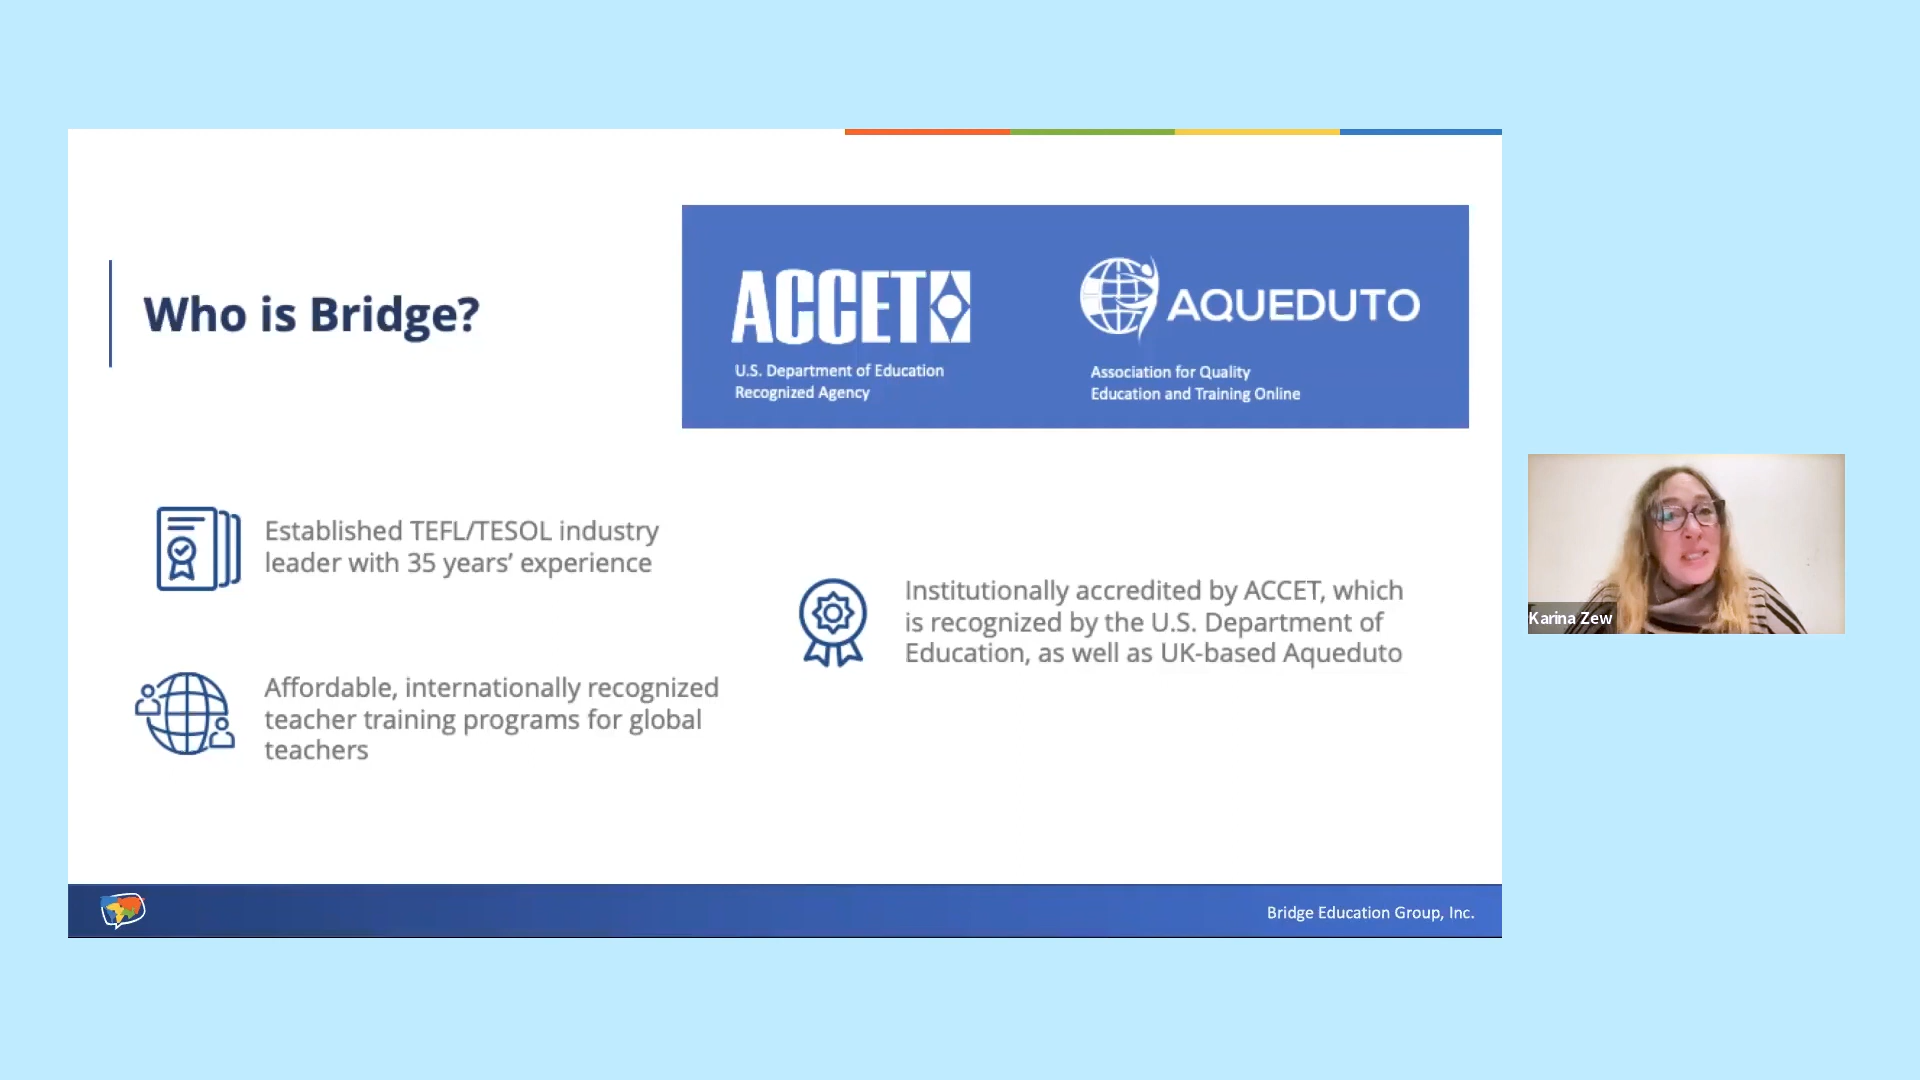 Who is Bridge?
ACCET
U.S. Department of Education
Recognized Agency
AQUEDUTO
Association for Quality
Education and Training Online
Established TEFL/TESOL industry
leader with 35 years’ experience
Affordable, internationally recognized
teacher training programs for global
teachers
Institutionally accredited by ACCET, which
is recognized by the U.S. Department of
Education, as well as UK-based Aqueduto
Karina Zew
Bridge Education Group, Inc.